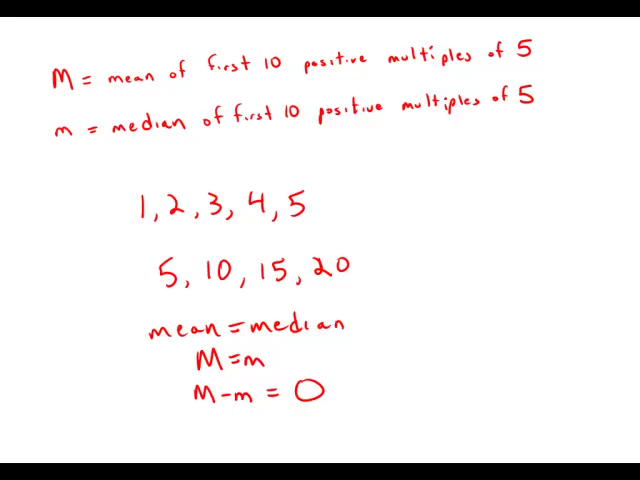 M = mean of first 10 positive multiples of 5
m = median of first 10 positive multiples of 5
1, 2, 3, 4, 5
5, 10, 15, 20
mean = median
M = m
M - m = 0